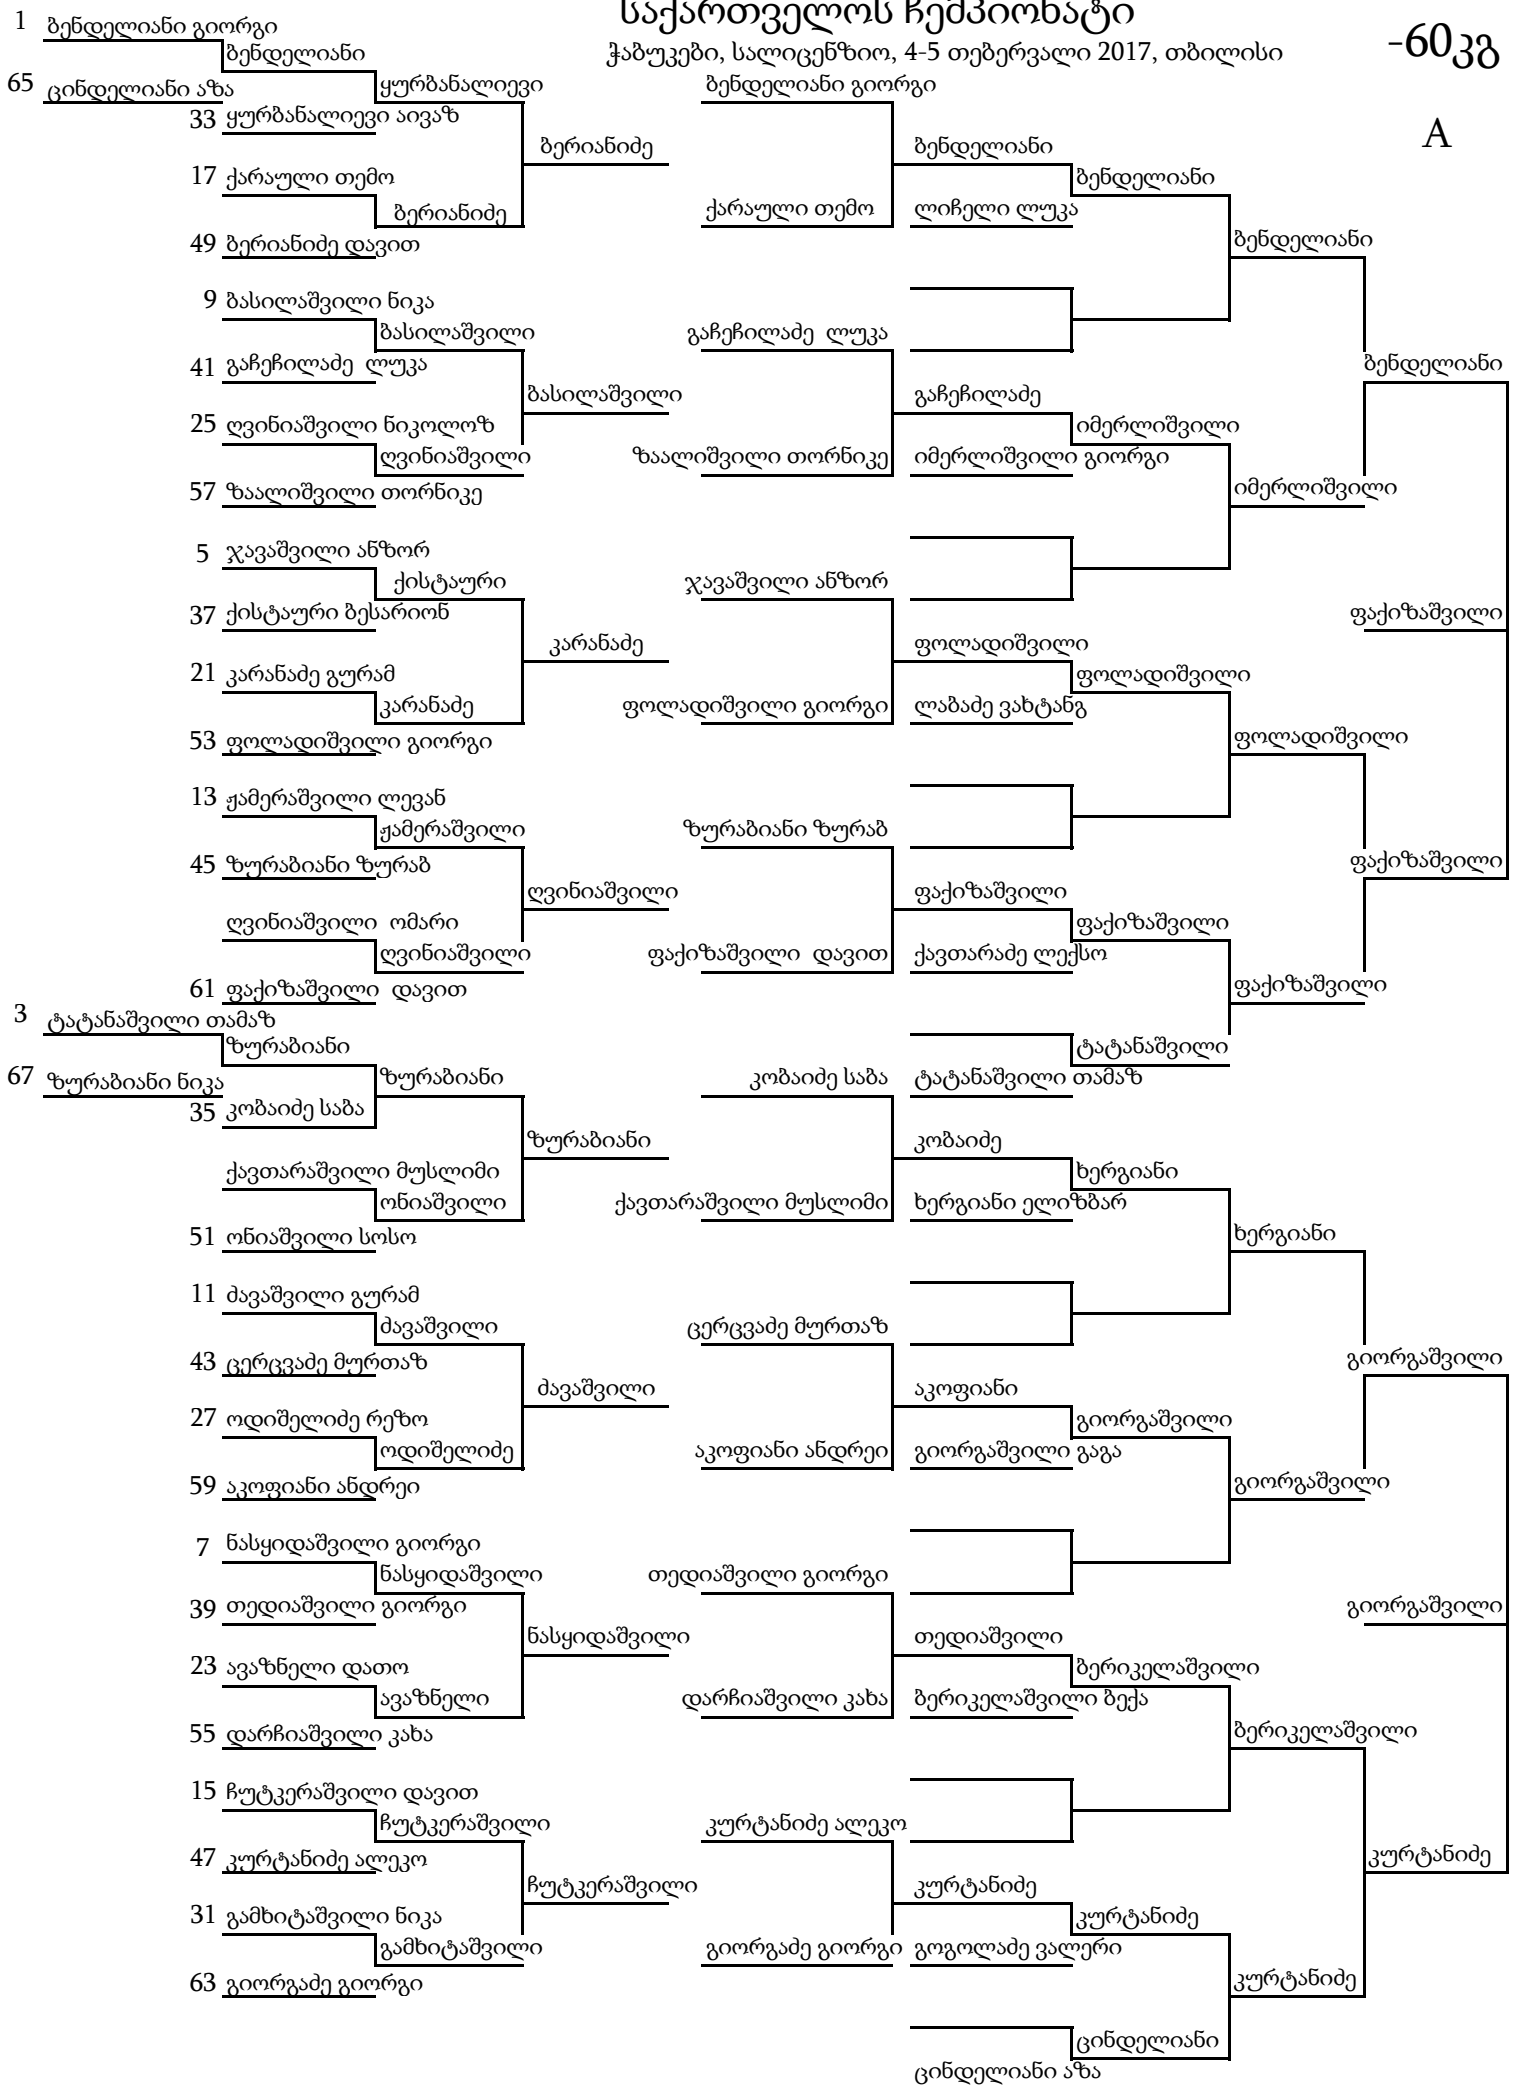 საქართველოს ჩემპიონატი
ჭაბუკები, სალიცენზიო, 4-5 თებერვალი 2017, თბილისი
-60კგ
A
1 ბენდელიანი გიორგი
ბენდელიანი
65 ცინდელიანი აზა
ყურბანალიევი
33 ყურბანალიევი აივაზ
ბერიანიძე
17 ქარაული თემო
ბერიანიძე
49 ბერიანიძე დავით
9 ბასილაშვილი ნიკა
ბასილაშვილი
41 გაჩეჩილაძე ლუკა
ბასილაშვილი
25 ღვინიაშვილი ნიკოლოზ
ღვინიაშვილი
57 ზაალიშვილი თორნიკე
5 ჯავაშვილი ანზორ
ქისტაური
37 ქისტაური ბესარიონ
კარანაძე
21 კარანაძე გურამ
კარანაძე
53 ფოლადიშვილი გიორგი
13 ჟამერაშვილი ლევან
ჟამერაშვილი
45 ზურაბიანი ზურაბ
ღვინიაშვილი
ღვინიაშვილი ომარი
ღვინიაშვილი
61 ფაქიზაშვილი დავით
3 ტატანაშვილი თამაზ
ზურაბიანი
67 ზურაბიანი ნიკა
ზურაბიანი
35 კობაიძე საბა
ზურაბიანი
ქავთარაშვილი მუსლიმი
ონიაშვილი
51 ონიაშვილი სოსო
11 ძავაშვილი გურამ
ძავაშვილი
43 ცერცვაძე მურთაზ
ძავაშვილი
27 ოდიშელიძე რეზო
ოდიშელიძე
59 აკოფიანი ანდრეი
7 ნასყიდაშვილი გიორგი
ნასყიდაშვილი
39 თედიაშვილი გიორგი
ნასყიდაშვილი
23 ავაზნელი დათო
ავაზნელი
55 დარჩიაშვილი კახა
15 ჩუტკერაშვილი დავით
ჩუტკერაშვილი
47 კურტანიძე ალეკო
ჩუტკერაშვილი
31 გამხიტაშვილი ნიკა
გამხიტაშვილი
63 გიორგაძე გიორგი
ბენდელიანი გიორგი
ბენდელიანი
ბენდელიანი
ქარაული თემო
ლიჩელი ლუკა
ბენდელიანი
გაჩეჩილაძე ლუკა
ბენდელიანი
გაჩეჩილაძე
იმერლიშვილი
ზაალიშვილი თორნიკე
იმერლიშვილი გიორგი
იმერლიშვილი
ჯავაშვილი ანზორ
ფაქიზაშვილი
ფოლადიშვილი
ფოლადიშვილი
ფოლადიშვილი გიორგი
ლაბაძე ვახტანგ
ფოლადიშვილი
ზურაბიანი ზურაბ
ფაქიზაშვილი
ფაქიზაშვილი
ფაქიზაშვილი
ფაქიზაშვილი დავით
ქავთარაძე ლექსო
ფაქიზაშვილი
ტატანაშვილი
კობაიძე საბა
ტატანაშვილი თამაზ
კობაიძე
ხერგიანი
ქავთარაშვილი მუსლიმი
ხერგიანი ელიზბარ
ხერგიანი
ცერცვაძე მურთაზ
გიორგაშვილი
აკოფიანი
გიორგაშვილი
აკოფიანი ანდრეი
გიორგაშვილი გაგა
გიორგაშვილი
თედიაშვილი გიორგი
გიორგაშვილი
თედიაშვილი
ბერიკელაშვილი
დარჩიაშვილი კახა
ბერიკელაშვილი ბექა
ბერიკელაშვილი
კურტანიძე ალეკო
კურტანიძე
კურტანიძე
კურტანიძე
გიორგაძე გიორგი
გოგოლაძე ვალერი
კურტანიძე
ცინდელიანი
ცინდელიანი აზა